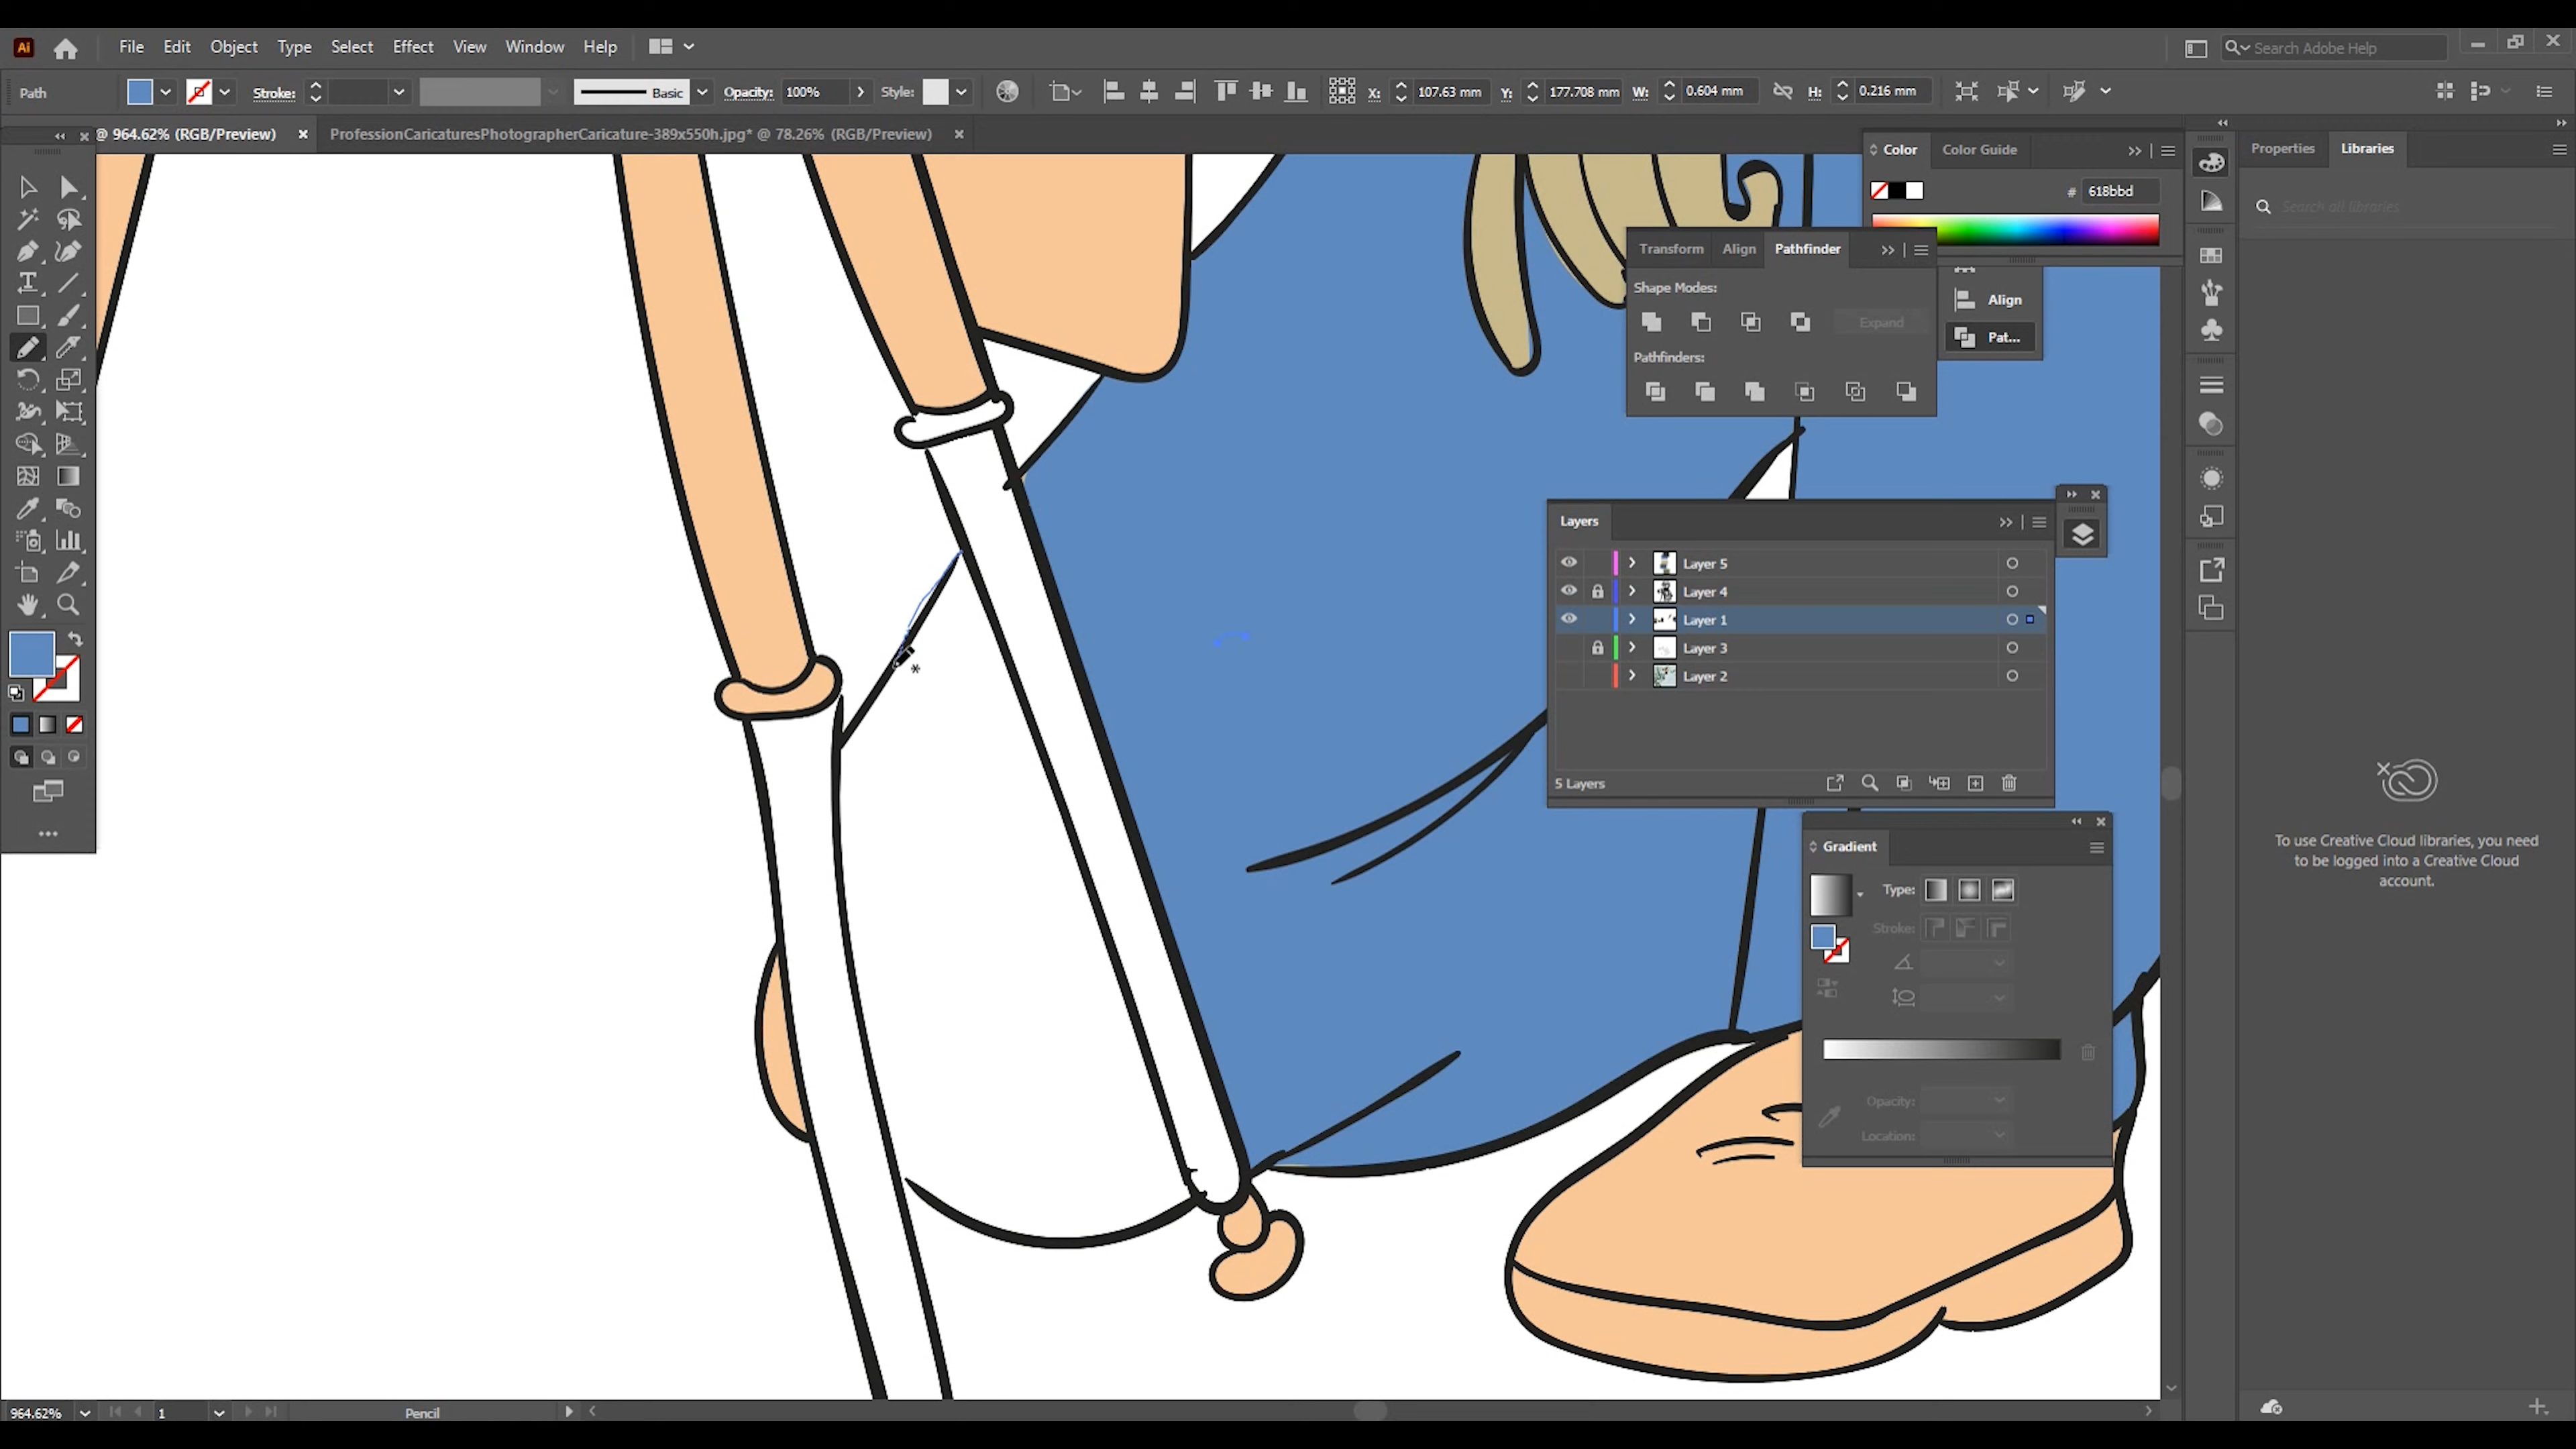 Ai File Edit Object Type Select Effect View Window Help Search Adobe Help
Path Stroke: Basic Opacity: 100% Style: X: 107.63 mm Y: 177.708 mm W: 0.604 mm H: 0.216 mm
@ 964.62% (RGB/Preview) × ProfessionCaricaturesPhotographerCaricature-389x550h.jpg* @ 78.26% (RGB/Preview) ×
Color Color Guide
Properties Libraries
# 618bbd
Search all libraries
Transform Align Pathfinder
Shape Modes:
Expand
Pathfinders:
Align
Pat...
Layers
Layer 5
Layer 4
Layer 1
Layer 3
Layer 2
5 Layers
Gradient
Type:
Stroke:
Opacity:
Location:
To use Creative Cloud libraries, you need
to be logged into a Creative Cloud
account.
964.62% 1 Pencil